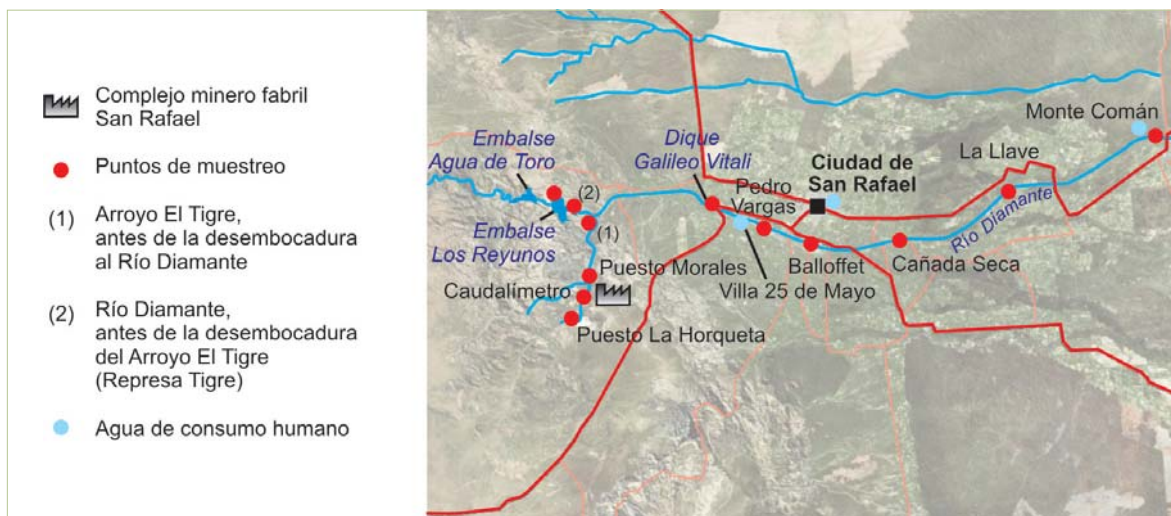 Complejo minero fabril
San Rafael
Puntos de muestreo
(1)
Arroyo El Tigre,
antes de la desembocadura
al Río Diamante
(2)
Río Diamante,
antes de la desembocadura
del Arroyo El Tigre
(Represa Tigre)
Agua de consumo humano
Embalse
Agua de Toro
(2)
(1)
Embalse
Los Reyunos
Dique
Galileo Vitali
Pedro
Vargas
Ciudad de
San Rafael
La Llave
Monte Comán
Río Diamante
Puesto Morales
Caudalímetro
Puesto La Horqueta
Villa 25 de Mayo
Balloffet
Cañada Seca